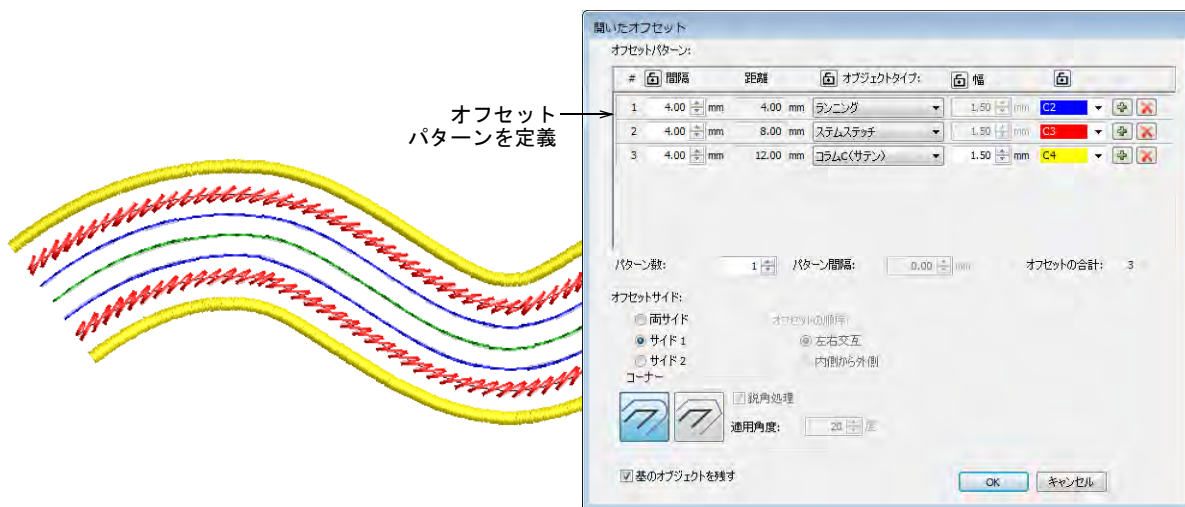 開いたオフセット
オフセットパターン:
# 間隔 距離 オブジェクトタイプ: 幅
1 4.00 mm 4.00 mm ランニング 1.50 mm C2
2 4.00 mm 8.00 mm ステムステッチ 1.50 mm C3
3 4.00 mm 12.00 mm コラムC(サテン) 1.50 mm C4
オフセット
パターンを定義
パターン数: 1 パターン間隔: 0.00 mm オフセットの合計: 3
オフセットサイド:
両サイド オフセットの順序:
サイド 1 左右交互
サイド 2 内側から外側
コーナー
鋭角処理
適用角度: 20 度
基のオブジェクトを残す
OK キャンセル